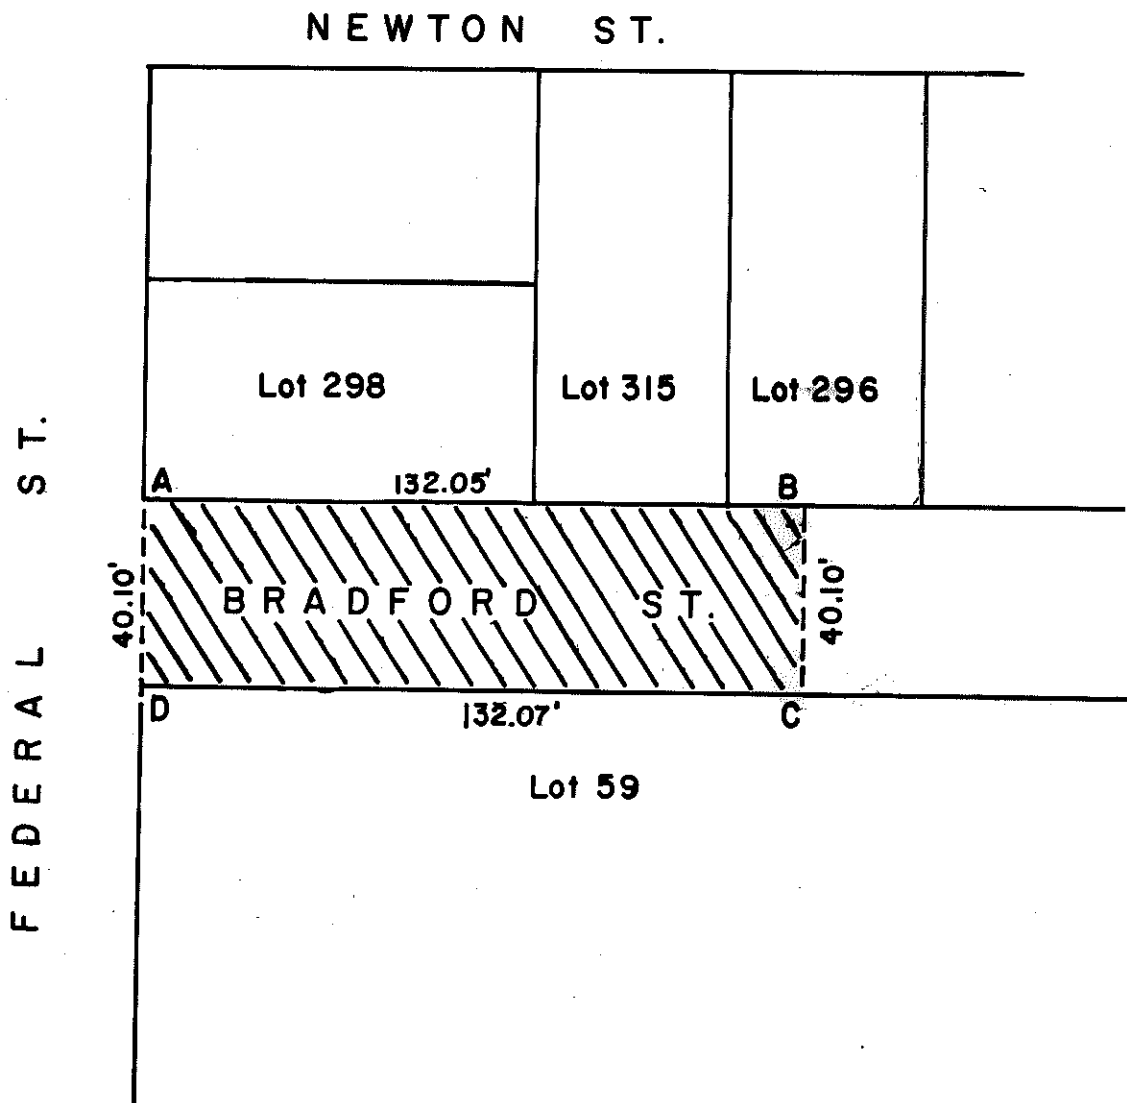 NEWTON ST.
Lot 298
Lot 315
Lot 296
FEDERAL ST.
A
132.05'
B
40.10'
BRADFORD ST.
40.10'
D
132.07'
C
Lot 59